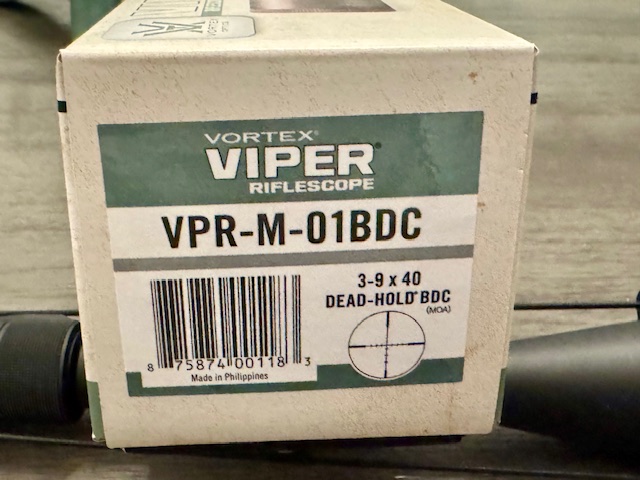 VORTEX®
VIPER®
RIFLESCOPE
VPR-M-01BDC
3-9 x 40
DEAD-HOLD® BDC
(MOA)
8 75874 00118 3
Made in Philippines